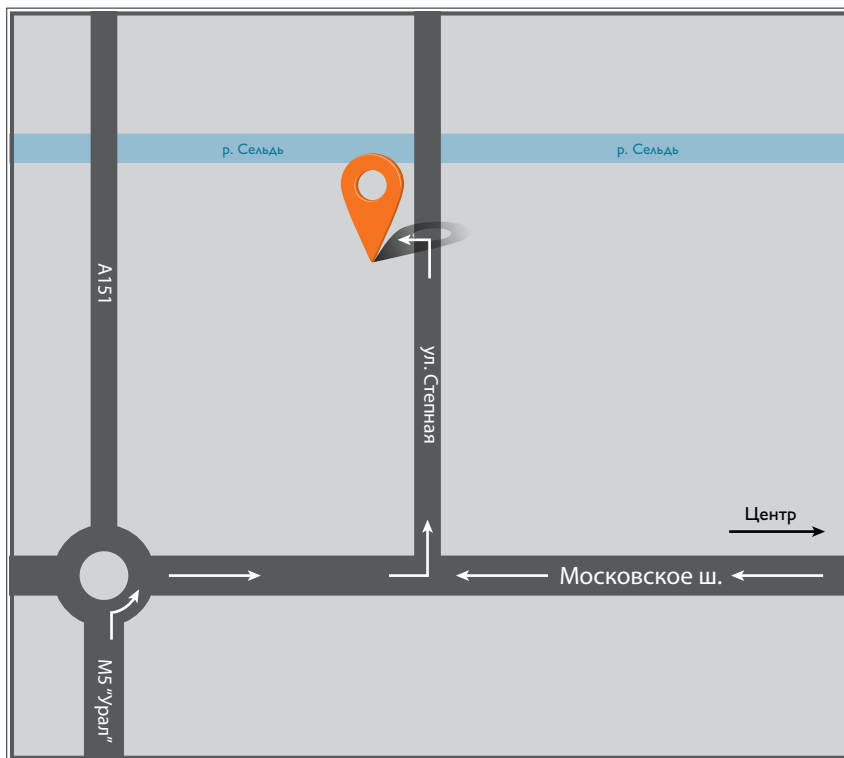 р. Сельдь
р. Сельдь
А151
ул. Степная
Центр
Московское ш.
М5 "Урал"